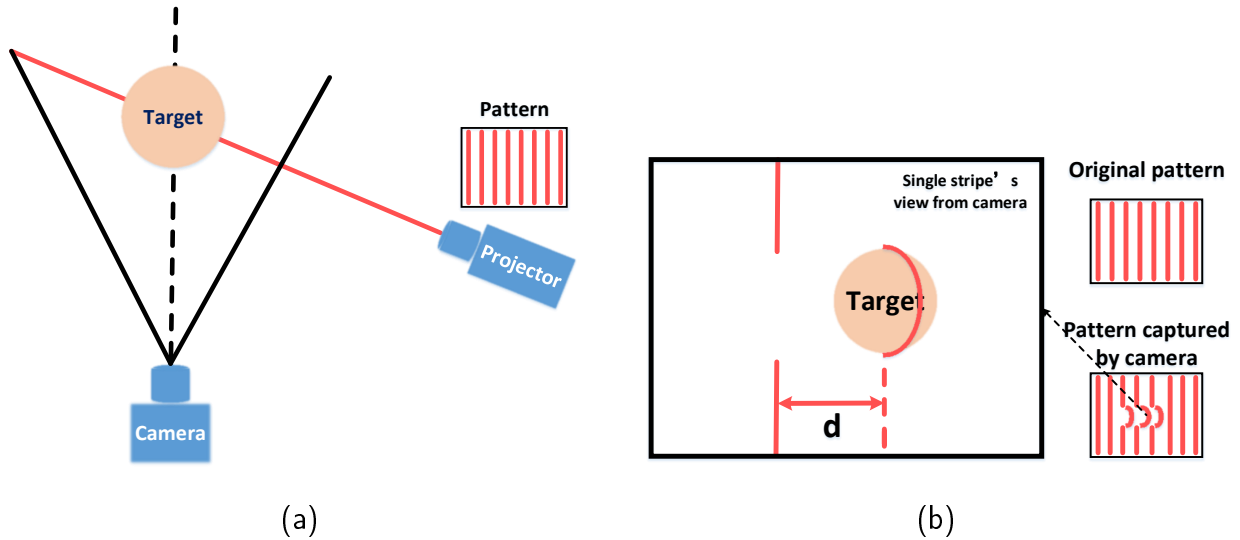 Target
Pattern
Projector
Camera
(a)
Single stripe’s
view from camera
Target
d
Original pattern
Pattern captured
by camera
(b)